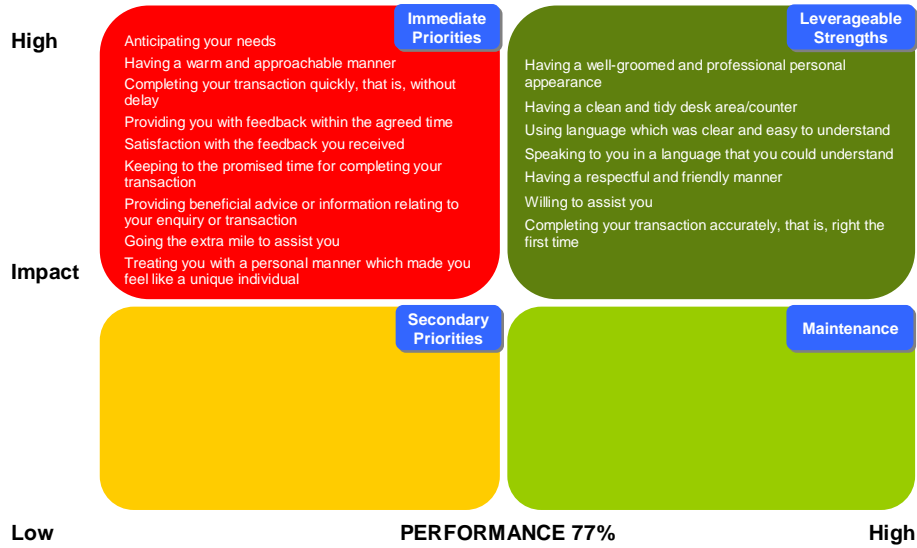 High
Immediate
Priorities
Anticipating your needs
Having a warm and approachable manner
Completing your transaction quickly, that is, without
delay
Providing you with feedback within the agreed time
Satisfaction with the feedback you received
Keeping to the promised time for completing your
transaction
Providing beneficial advice or information relating to
your enquiry or transaction
Going the extra mile to assist you
Treating you with a personal manner which made you
feel like a unique individual
Leverageable
Strengths
Having a well-groomed and professional personal
appearance
Having a clean and tidy desk area/counter
Using language which was clear and easy to understand
Speaking to you in a language that you could understand
Having a respectful and friendly manner
Willing to assist you
Completing your transaction accurately, that is, right the
first time
Impact
Secondary
Priorities
Maintenance
Low
PERFORMANCE 77%
High